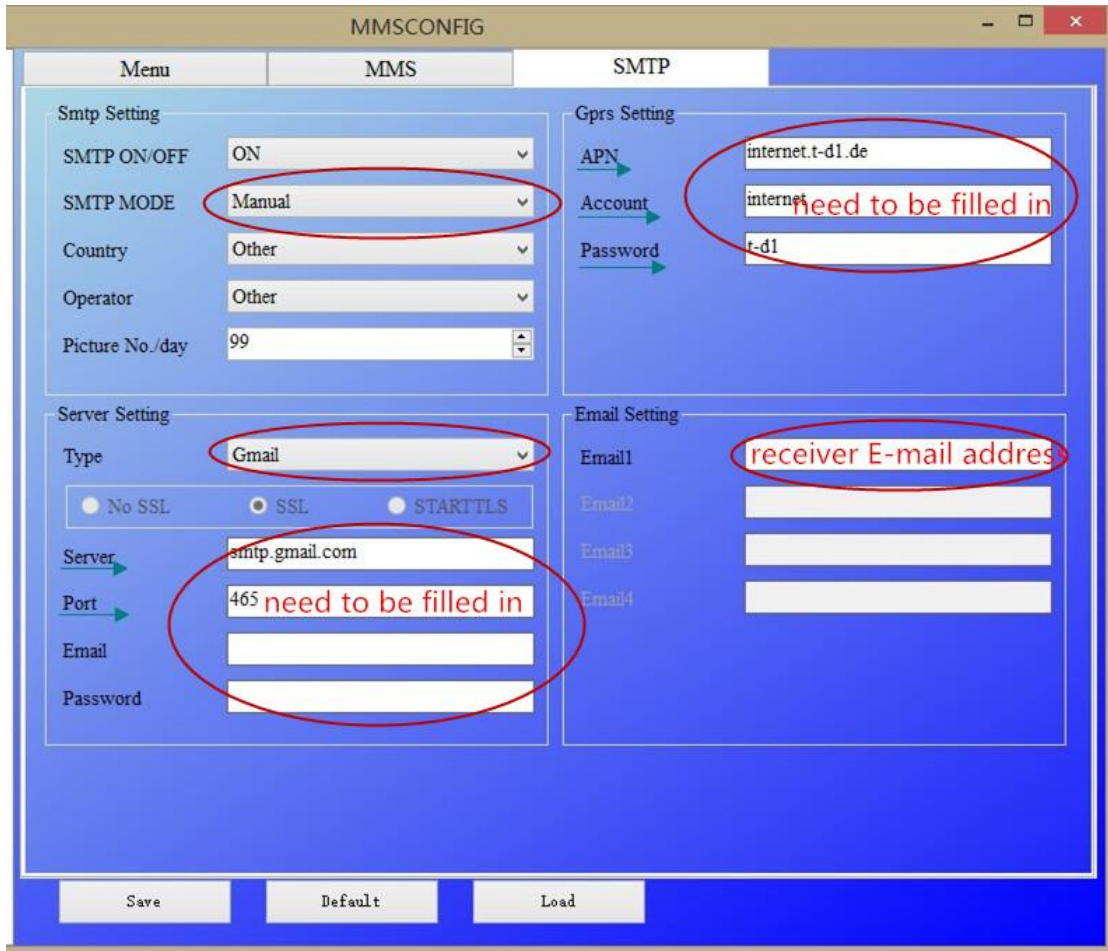 MMSCONFIG
Menu MMS SMTP
Smtp Setting
SMTP ON/OFF ON
SMTP MODE Manual
Country Other
Operator Other
Picture No./day 99
Gprs Setting
APN internet.t-d1.de
Account internet need to be filled in
Password t-d1
Server Setting
Type Gmail
No SSL SSL STARTTLS
Server smtp.gmail.com
Port 465 need to be filled in
Email
Password
Email Setting
Email1 receiver E-mail address
Email2
Email3
Email4
Save Default Load